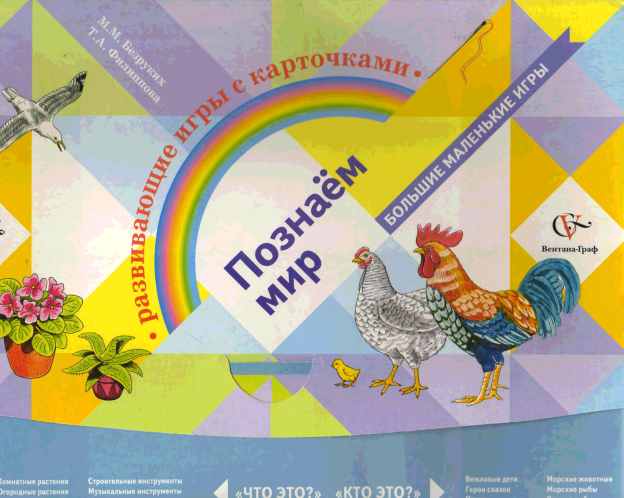 М.М. Безруких
Т.А. Филиппова
• развивающие игры с карточками •
БОЛЬШИЕ МАЛЕНЬКИЕ ИГРЫ
Познаём
мир
Вентана-Граф
Комнатные растения
Огородные растения
Строительные инструменты
Музыкальные инструменты
«ЧТО ЭТО?» «КТО ЭТО?»
Вежливые дети
Герои сказок
Морские животные
Морские рыбы